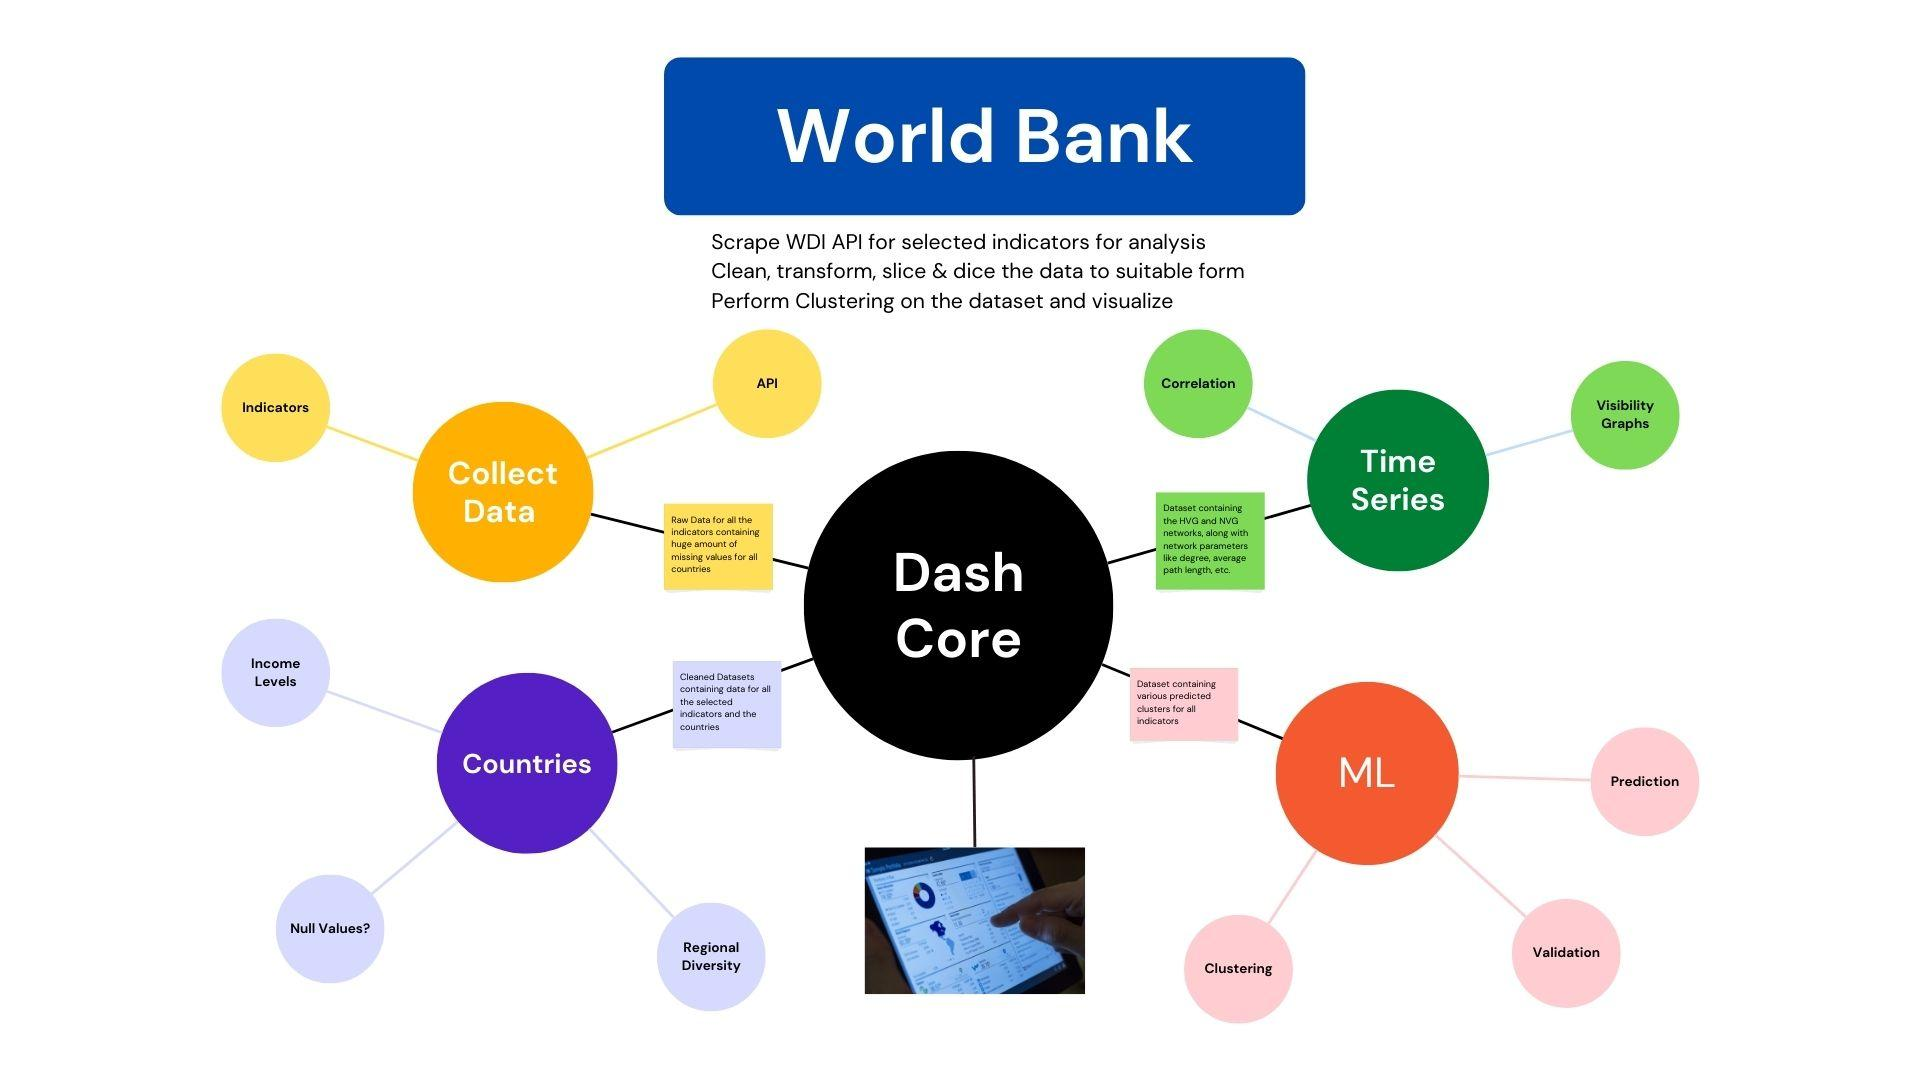 World Bank
Scrape WDI API for selected indicators for analysis
Clean, transform, slice & dice the data to suitable form
Perform Clustering on the dataset and visualize
Indicators
API
Collect
Data
Raw Data for all the
indicators containing
huge amount of
missing values for all
countries
Correlation
Visibility
Graphs
Time
Series
Dataset containing
the HVG and NVG
networks, along with
network parameters
like degree, average
path length, etc.
Dash
Core
Income
Levels
Countries
Cleaned Datasets
containing data for all
the selected
indicators and the
countries
Null Values?
Regional
Diversity
Dataset containing
various predicted
clusters for all
indicators
ML
Prediction
Validation
Clustering